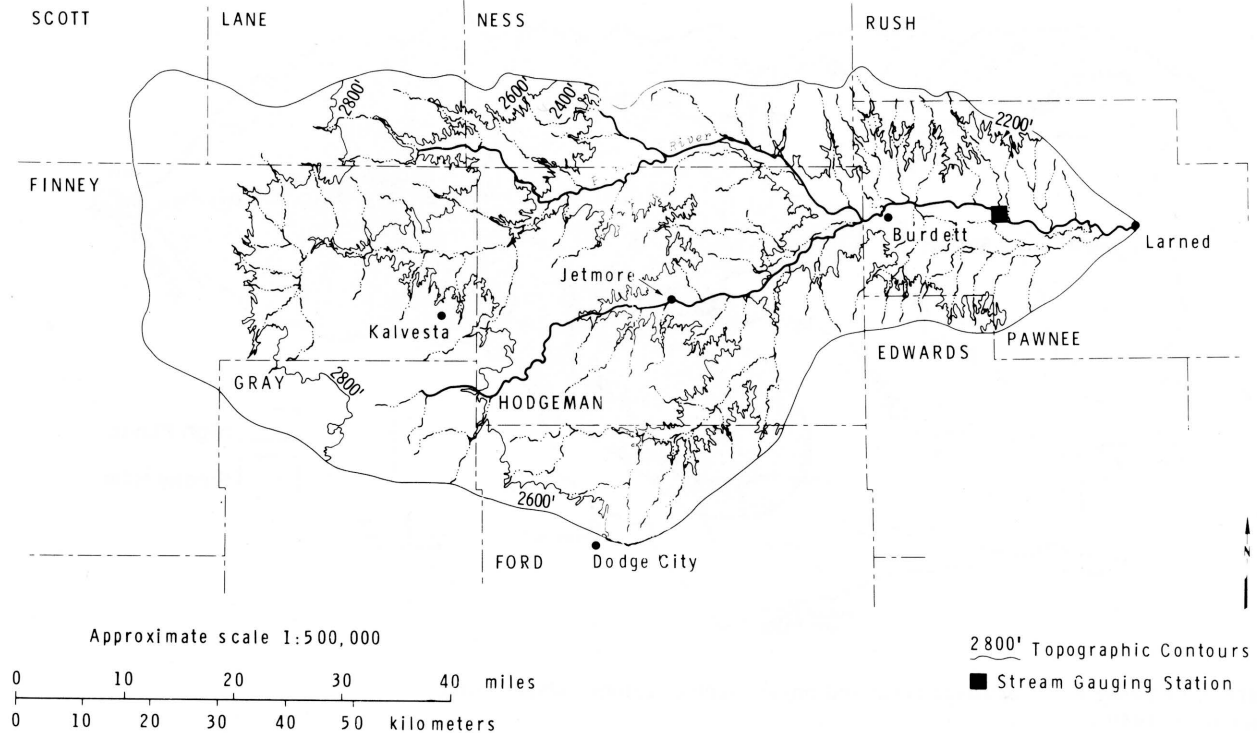 SCOTT
LANE
NESS
RUSH
2800'
2600'
2400'
2200'
River
FINNEY
Burdett
Larned
Jetmore
Kalvesta
GRAY
2800'
HODGEMAN
EDWARDS
PAWNEE
2600'
FORD
Dodge City
N
Approximate scale 1:500,000
0 10 20 30 40 miles
0 10 20 30 40 50 kilometers
2800' Topographic Contours
Stream Gauging Station